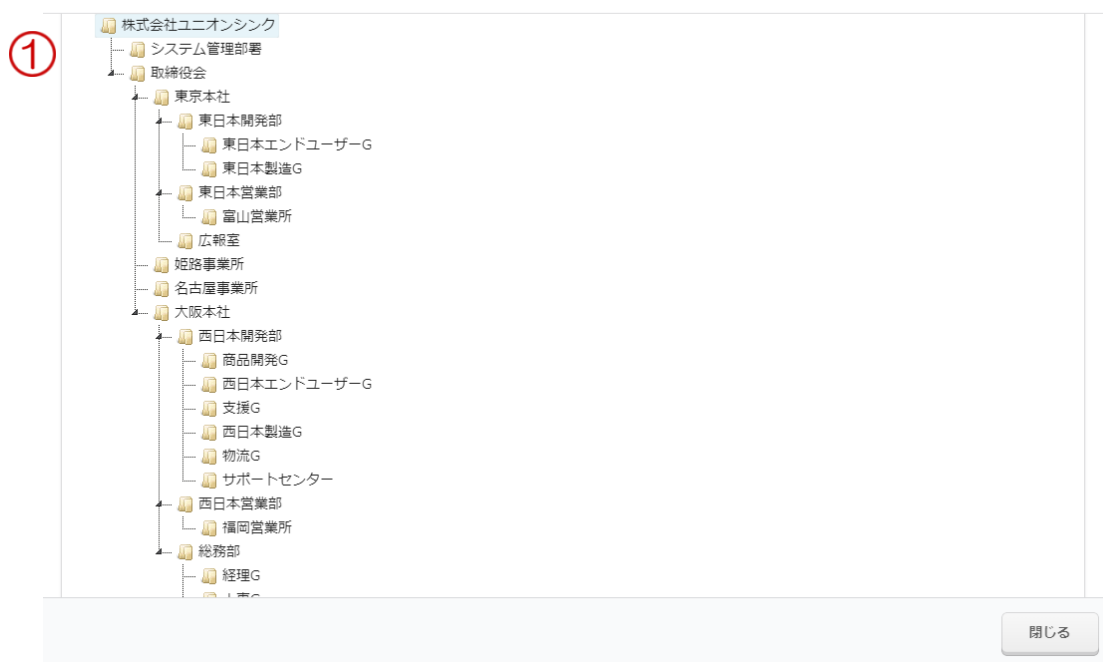 株式会社ユニオンシンク
①
システム管理部署
取締役会
東京本社
東日本開発部
東日本エンドユーザーG
東日本製造G
東日本営業部
富山営業所
広報室
姫路事業所
名古屋事業所
大阪本社
西日本開発部
商品開発G
西日本エンドユーザーG
支援G
西日本製造G
物流G
サポートセンター
西日本営業部
福岡営業所
総務部
経理G
閉じる